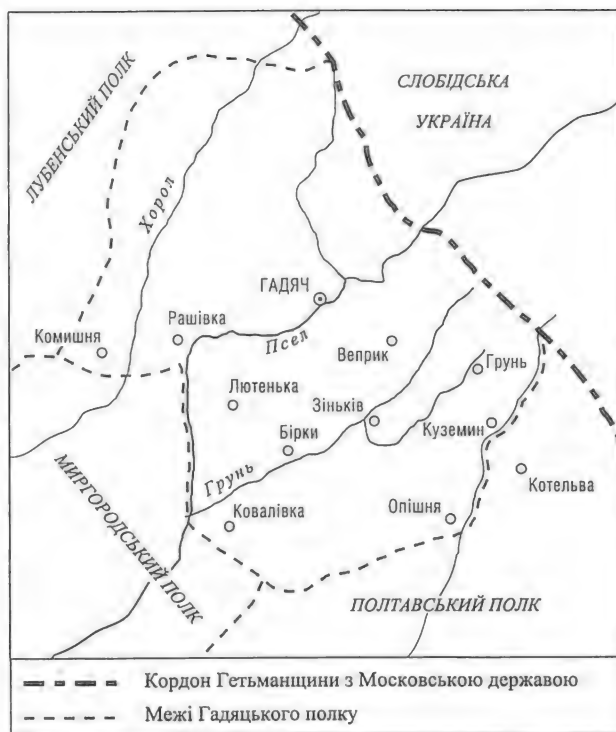 СЛОБІДСЬКА
УКРАЇНА
ЛУБЕНСЬКИЙ ПОЛК
Хорол
ГАДЯЧ
Рашівка
Комишня
Псел
Веприк
Грунь
Лютенька
Зіньків
Куземин
Бірки
Грунь
Котельва
Ковалівка
Опішня
МИРГОРОДСЬКИЙ ПОЛК
ПОЛТАВСЬКИЙ ПОЛК
Кордон Гетьманщини з Московською державою
Межі Гадяцького полку